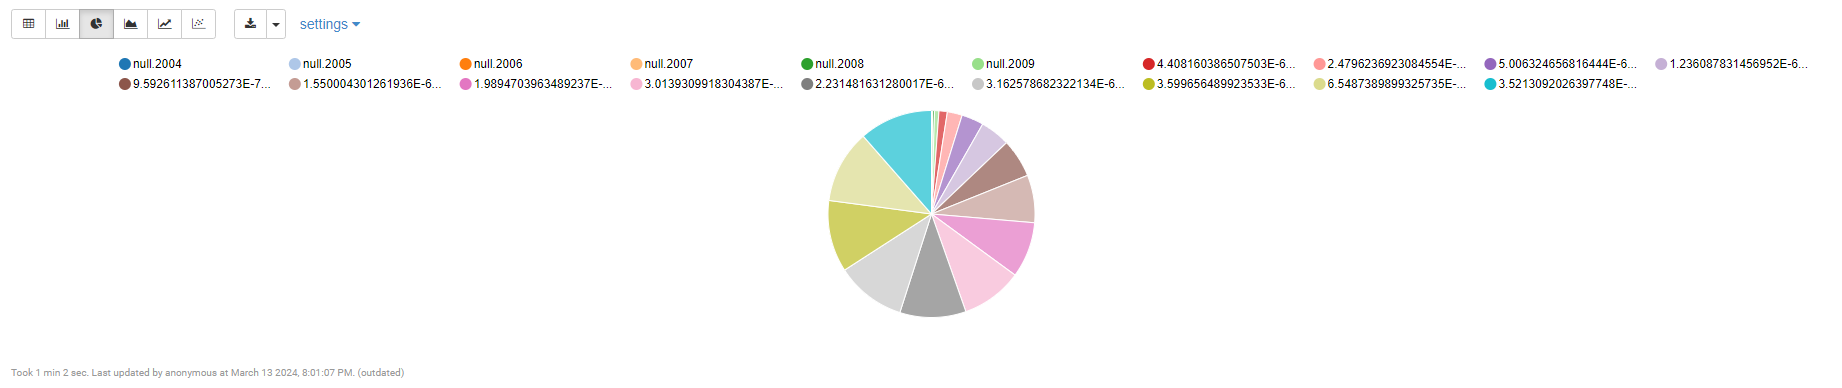 settings
null.2004 null.2005 null.2006 null.2007 null.2008 null.2009 4.408160386507503E-6... 2.4796236923084554E-... 5.006324656816444E-6... 1.236087831456952E-6...
9.592611387005273E-7... 1.550004301261936E-6... 1.9894703963489237E-... 3.0139309918304387E-... 2.231481631280017E-6... 3.162578682322134E-6... 3.599656489923533E-6... 6.5487389899325735E-... 3.5213092026397748E-...
Took 1 min 2 sec. Last updated by anonymous at March 13 2024, 8:01:07 PM. (outdated)